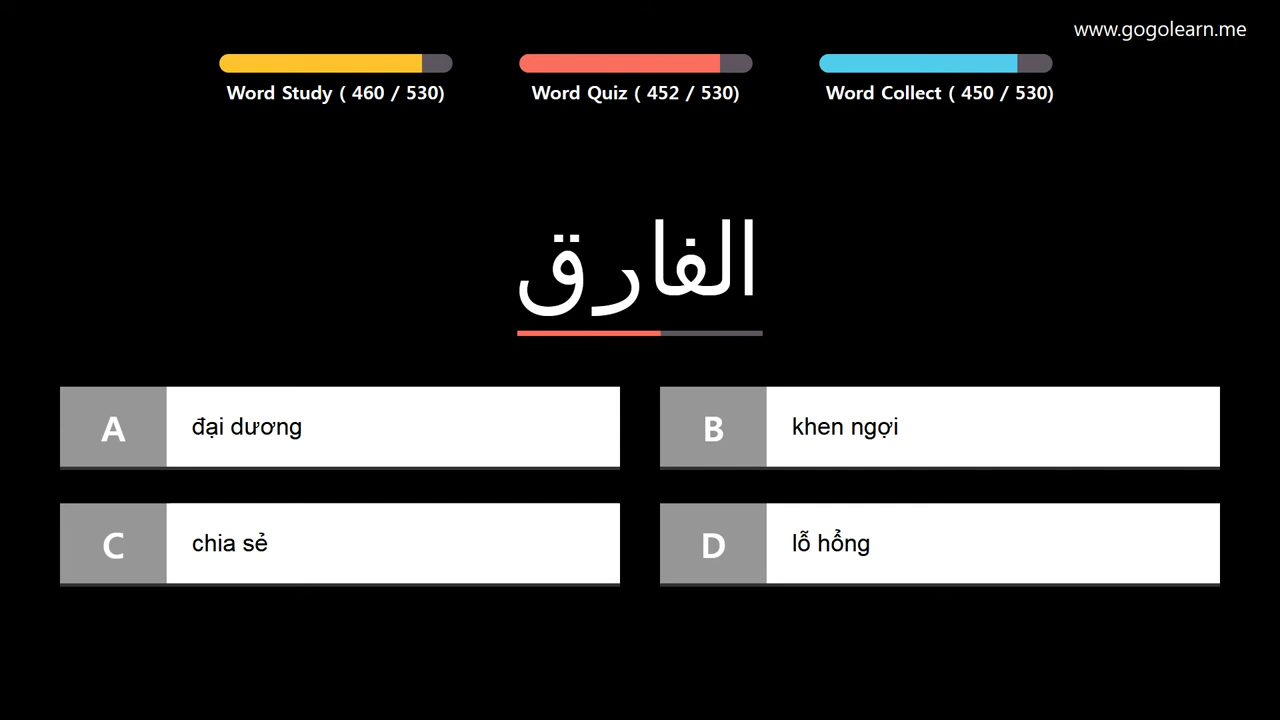 www.gogolearn.me
Word Study ( 460 / 530)
Word Quiz ( 452 / 530)
Word Collect ( 450 / 530)
الفارق
A
đại dương
B
khen ngợi
C
chia sẻ
D
lỗ hổng